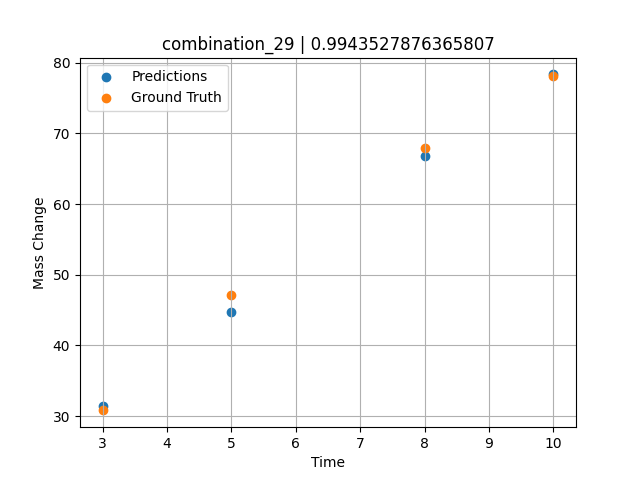 combination_29 | 0.9943527876365807
Predictions
Ground Truth
80
70
60
50
40
30
Mass Change
3 4 5 6 7 8 9 10
Time